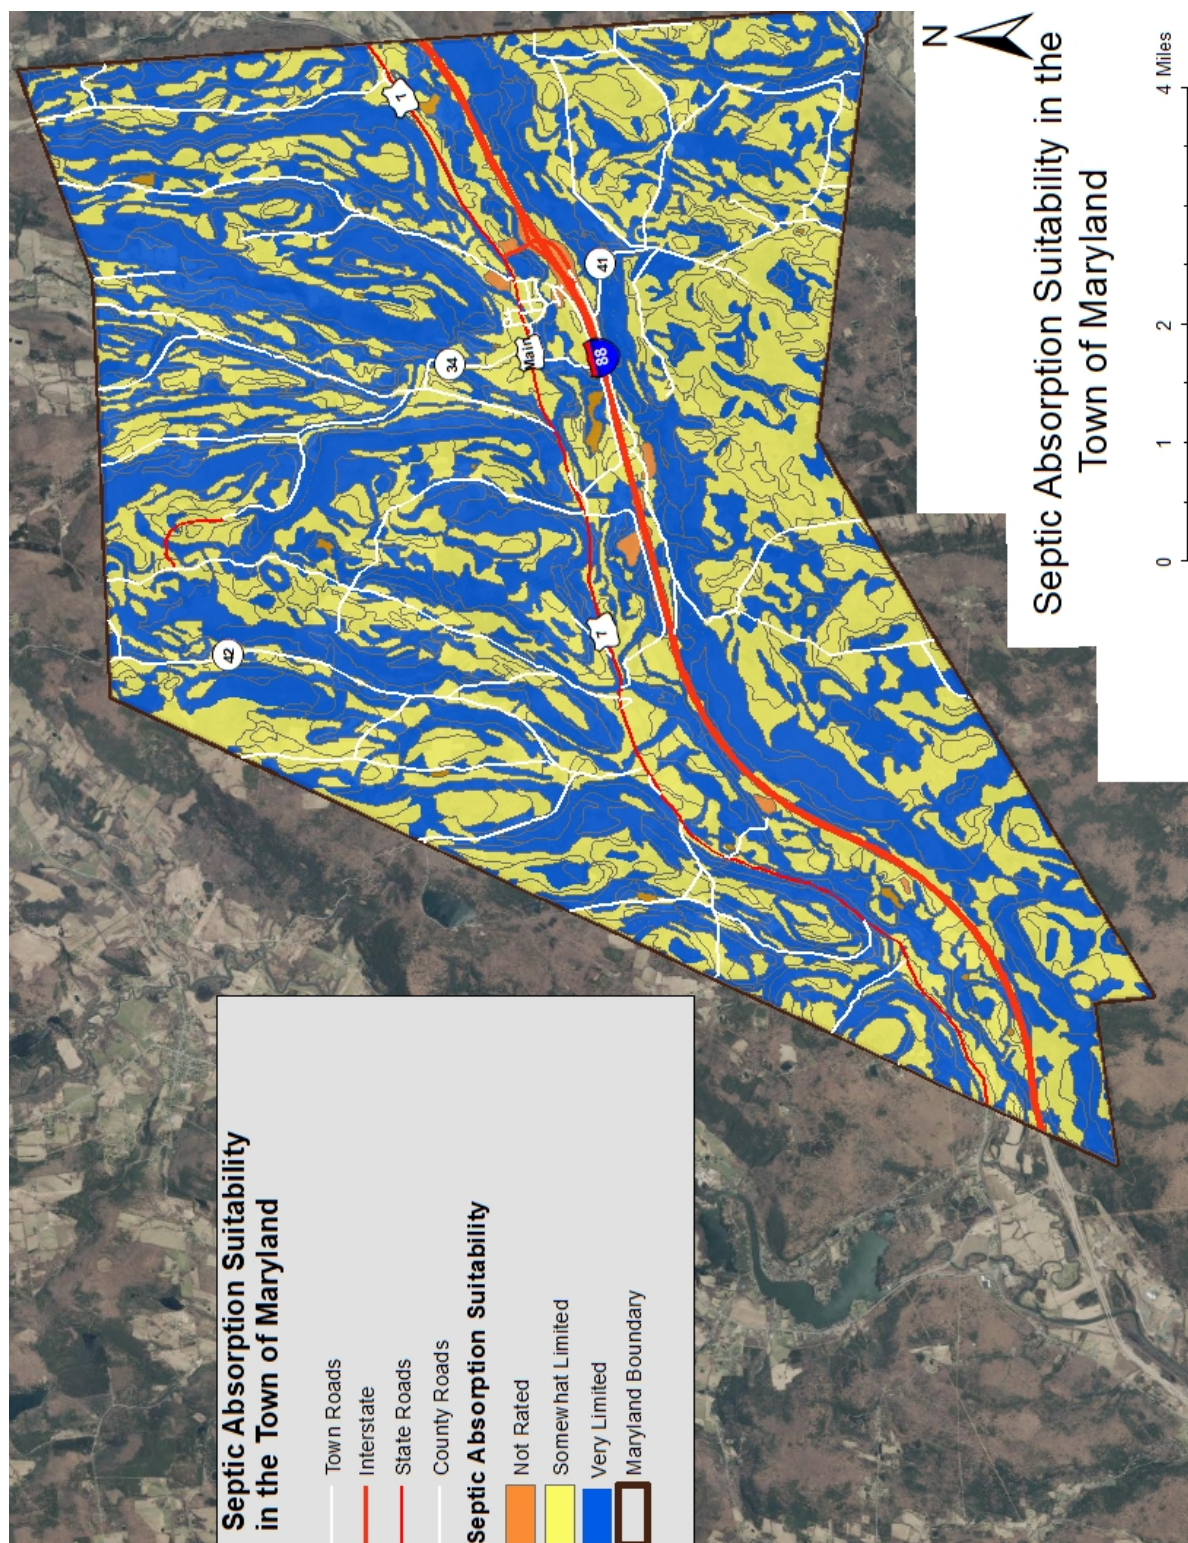 Septic Absorption Suitability in the
Town of Maryland
N
0
1
2
4 Miles
7
Main
34
41
88
42
7
Septic Absorption Suitability
in the Town of Maryland
Town Roads
Interstate
State Roads
County Roads
Septic Absorption Suitability
Not Rated
Somewhat Limited
Very Limited
Maryland Boundary